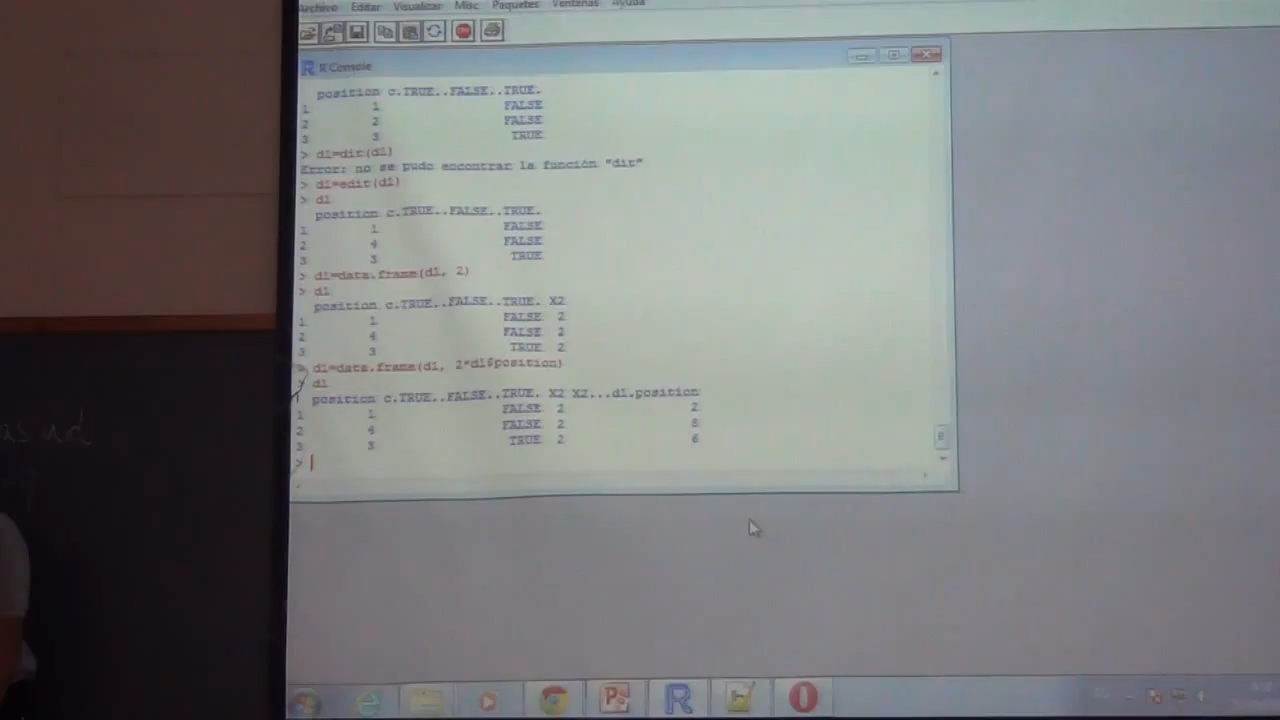 Archivo Editar Visualizar Misc Paquetes Ventanas Ayuda
STOP
R Console
position c.TRUE..FALSE..TRUE.
1 1 FALSE
2 2 FALSE
3 3 TRUE
> d1=dit(d1)
Error: no se pudo encontrar la función "dit"
> d1=edit(d1)
> d1
position c.TRUE..FALSE..TRUE.
1 1 FALSE
2 4 FALSE
3 3 TRUE
> d1=data.frame(d1, 2)
> d1
position c.TRUE..FALSE..TRUE. X2
1 1 FALSE 2
2 4 FALSE 2
3 3 TRUE 2
> d1=data.frame(d1, 2*d1$position)
> d1
position c.TRUE..FALSE..TRUE. X2 X2...d1.position
1 1 FALSE 2 2
2 4 FALSE 2 8
3 3 TRUE 2 6
>